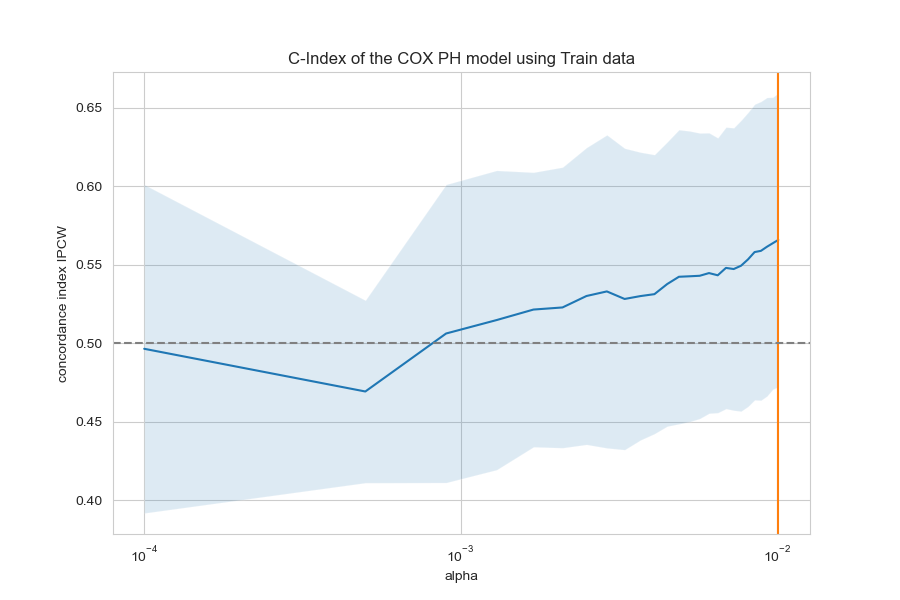 C-Index of the COX PH model using Train data
concordance index IPCW
0.65
0.60
0.55
0.50
0.45
0.40
10⁻⁴ 10⁻³ 10⁻²
alpha